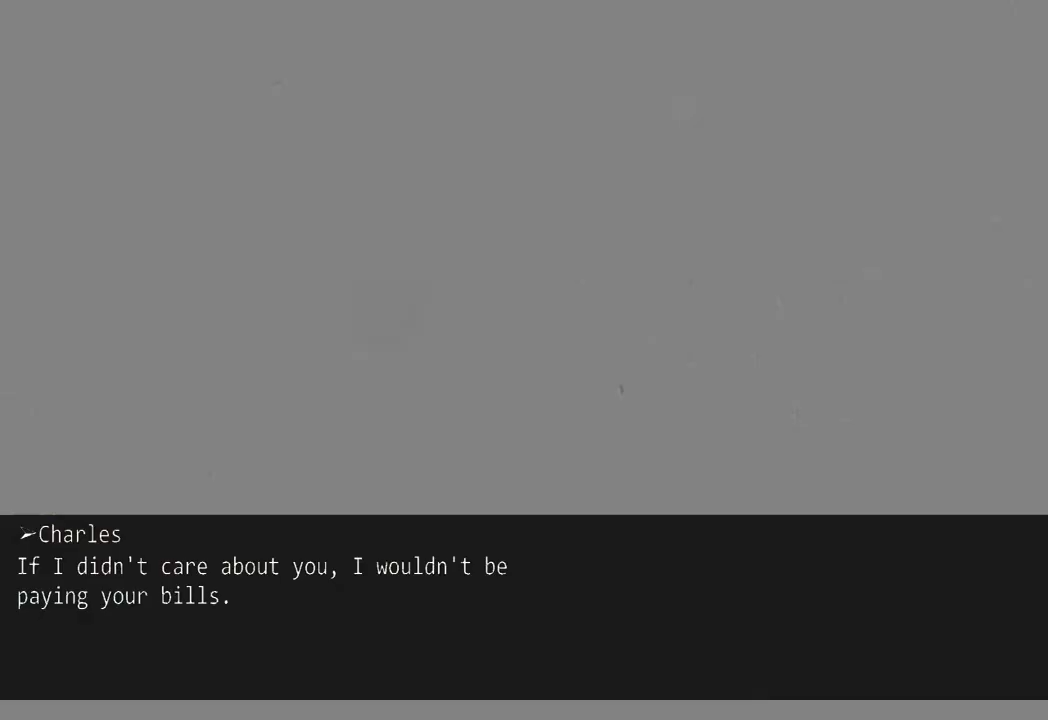 ➢Charles
If I didn't care about you, I wouldn't be
paying your bills.